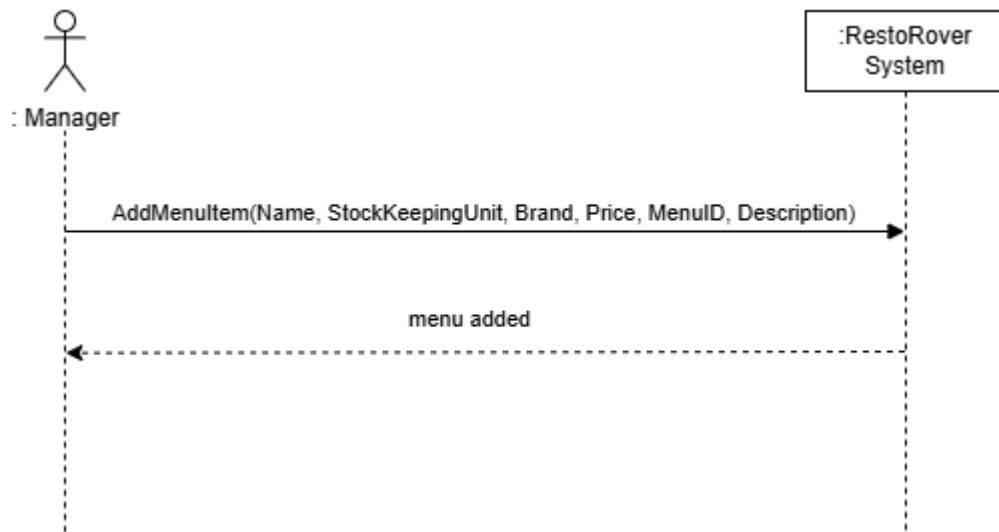 :RestoRover
System
: Manager
AddMenuItem(Name, StockKeepingUnit, Brand, Price, MenuID, Description)
menu added